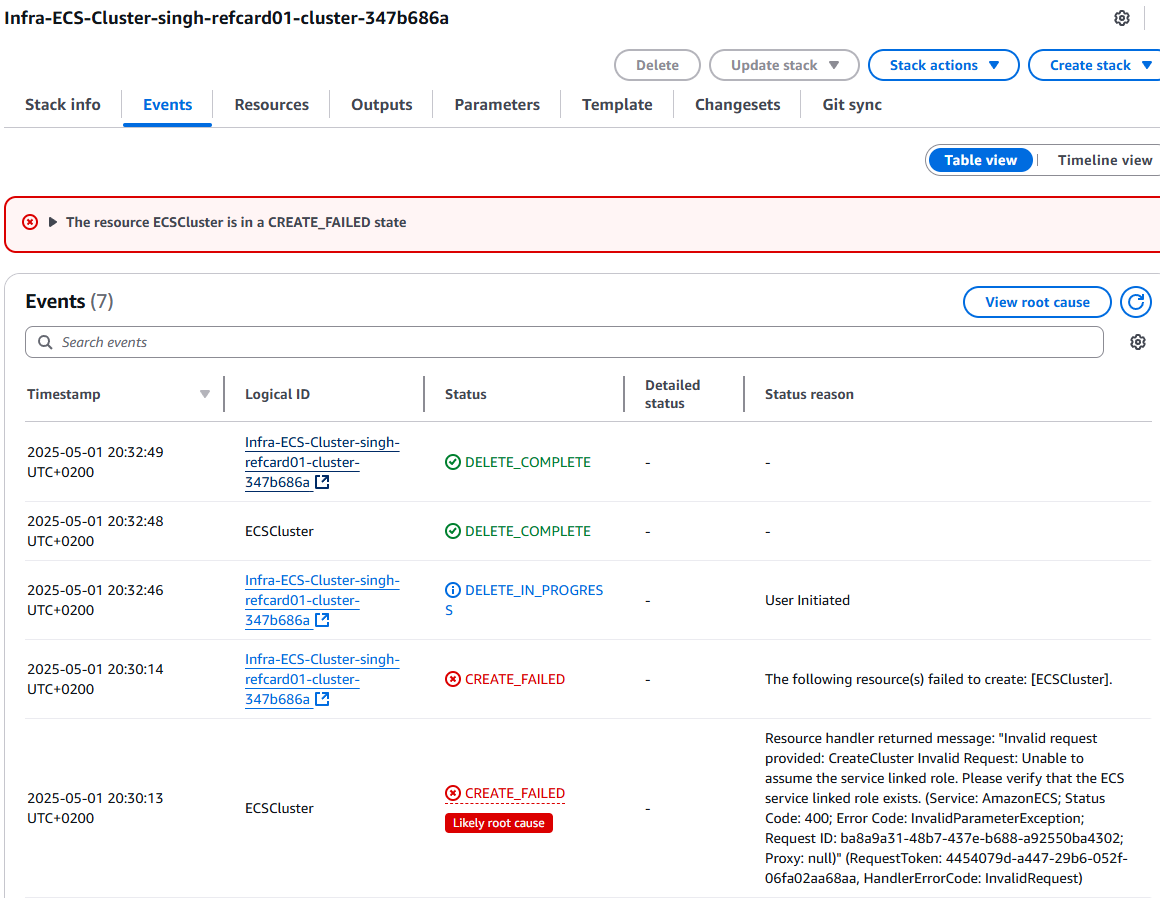 Infra-ECS-Cluster-singh-refcard01-cluster-347b686a
Delete
Update stack
Stack actions
Create stack
Stack info
Events
Resources
Outputs
Parameters
Template
Changesets
Git sync
Table view
Timeline view
The resource ECSCluster is in a CREATE_FAILED state
Events (7)
View root cause
Search events
Timestamp
Logical ID
Status
Detailed
status
Status reason
2025-05-01 20:32:49
UTC+0200
Infra-ECS-Cluster-singh-
refcard01-cluster-
347b686a
DELETE_COMPLETE
-
-
2025-05-01 20:32:48
UTC+0200
ECSCluster
DELETE_COMPLETE
-
-
2025-05-01 20:32:46
UTC+0200
Infra-ECS-Cluster-singh-
refcard01-cluster-
347b686a
DELETE_IN_PROGRES
S
-
User Initiated
2025-05-01 20:30:14
UTC+0200
Infra-ECS-Cluster-singh-
refcard01-cluster-
347b686a
CREATE_FAILED
-
The following resource(s) failed to create: [ECSCluster].
2025-05-01 20:30:13
UTC+0200
ECSCluster
CREATE_FAILED
Likely root cause
-
Resource handler returned message: "Invalid request
provided: CreateCluster Invalid Request: Unable to
assume the service linked role. Please verify that the ECS
service linked role exists. (Service: AmazonECS; Status
Code: 400; Error Code: InvalidParameterException;
Request ID: ba8a9a31-48b7-437e-b688-a92550ba4302;
Proxy: null)" (RequestToken: 4454079d-a447-29b6-052f-
06fa02aa68aa, HandlerErrorCode: InvalidRequest)